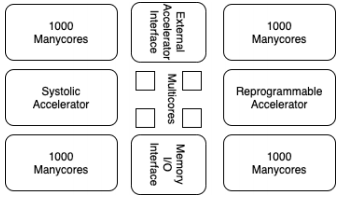 1000
Manycores
External
Accelerator
Interface
1000
Manycores
Systolic
Accelerator
Multicores
Reprogrammable
Accelerator
1000
Manycores
Memory
I/O
Interface
1000
Manycores